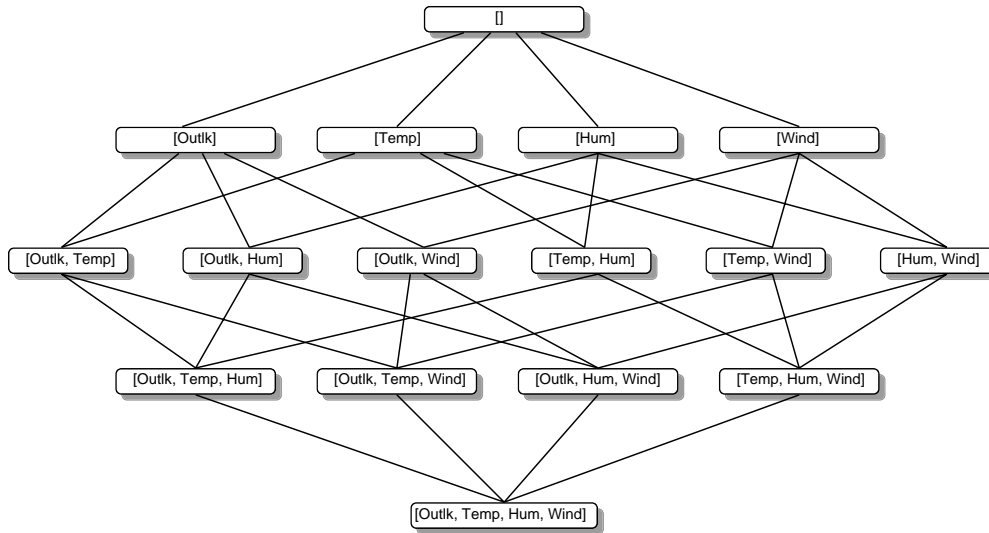 []
[Outlk]
[Temp]
[Hum]
[Wind]
[Outlk, Temp]
[Outlk, Hum]
[Outlk, Wind]
[Temp, Hum]
[Temp, Wind]
[Hum, Wind]
[Outlk, Temp, Hum]
[Outlk, Temp, Wind]
[Outlk, Hum, Wind]
[Temp, Hum, Wind]
[Outlk, Temp, Hum, Wind]